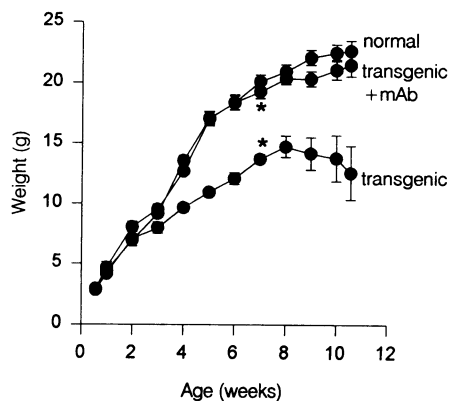 25
20
15
10
5
0
Weight (g)
0 2 4 6 8 10 12
Age (weeks)
normal
transgenic
+mAb
*
*
transgenic